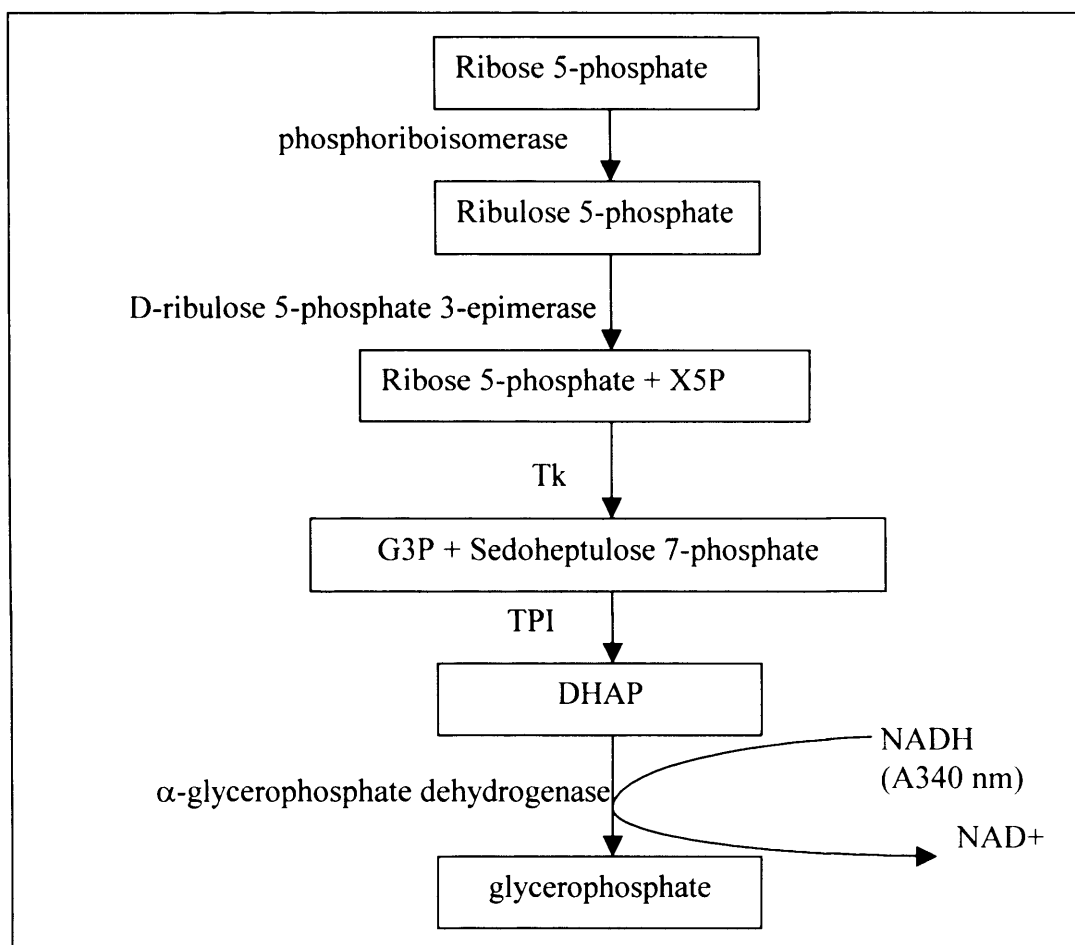 Ribose 5-phosphate
phosphoriboisomerase
Ribulose 5-phosphate
D-ribulose 5-phosphate 3-epimerase
Ribose 5-phosphate + X5P
Tk
G3P + Sedoheptulose 7-phosphate
TPI
DHAP
NADH
(A340 nm)
α-glycerophosphate dehydrogenase
NAD+
glycerophosphate